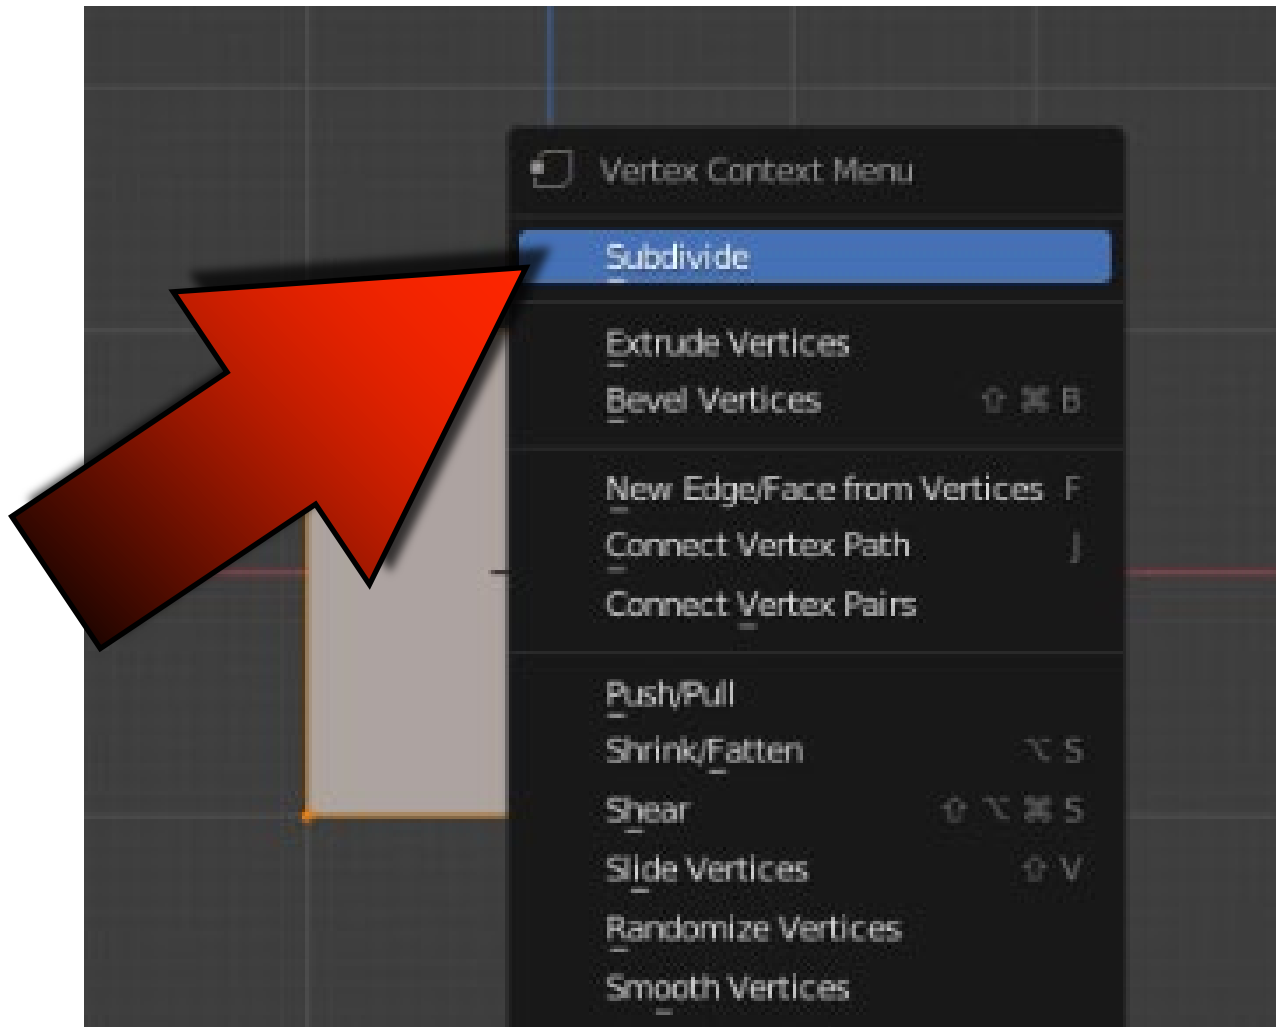 Vertex Context Menu
Subdivide
Extrude Vertices
Bevel Vertices ⇧ ⌘ B
New Edge/Face from Vertices F
Connect Vertex Path J
Connect Vertex Pairs
Push/Pull
Shrink/Fatten ⌥ S
Shear ⇧ ⌥ ⌘ S
Slide Vertices ⇧ V
Randomize Vertices
Smooth Vertices